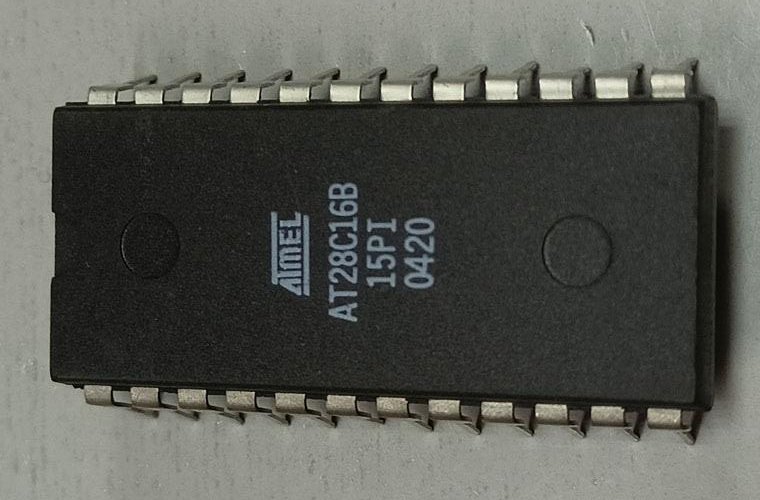 ATMEL
AT28C16B
15PI
0420